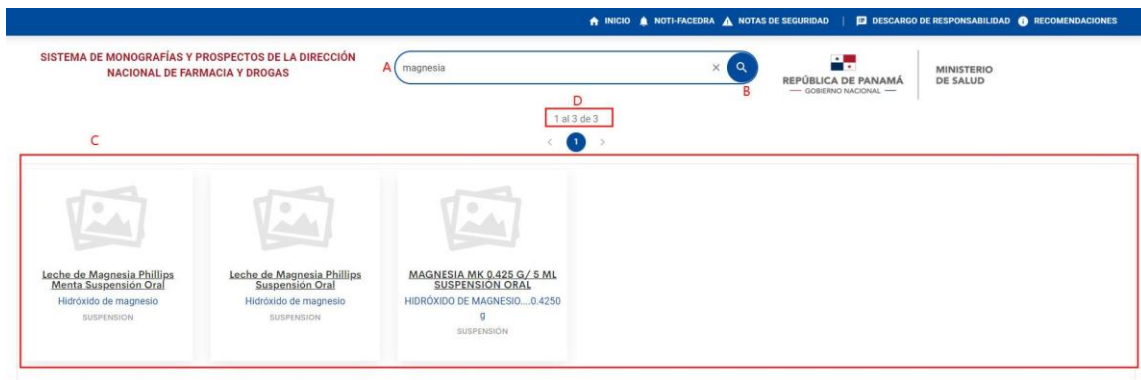 INICIO NOTI-FACEDRA NOTAS DE SEGURIDAD | DESCARGO DE RESPONSABILIDAD RECOMENDACIONES
SISTEMA DE MONOGRAFÍAS Y PROSPECTOS DE LA DIRECCIÓN
NACIONAL DE FARMACIA Y DROGAS
A
magnesia
B
REPÚBLICA DE PANAMÁ
— GOBIERNO NACIONAL —
MINISTERIO
DE SALUD
D
1 al 3 de 3
C
< 1 >
Leche de Magnesia Phillips
Menta Suspensión Oral
Hidróxido de magnesio
SUSPENSION
Leche de Magnesia Phillips
Suspensión Oral
Hidróxido de magnesio
SUSPENSION
MAGNESIA MK 0.425 G/ 5 ML
SUSPENSIÓN ORAL
HIDRÓXIDO DE MAGNESIO....0.4250
g
SUSPENSIÓN